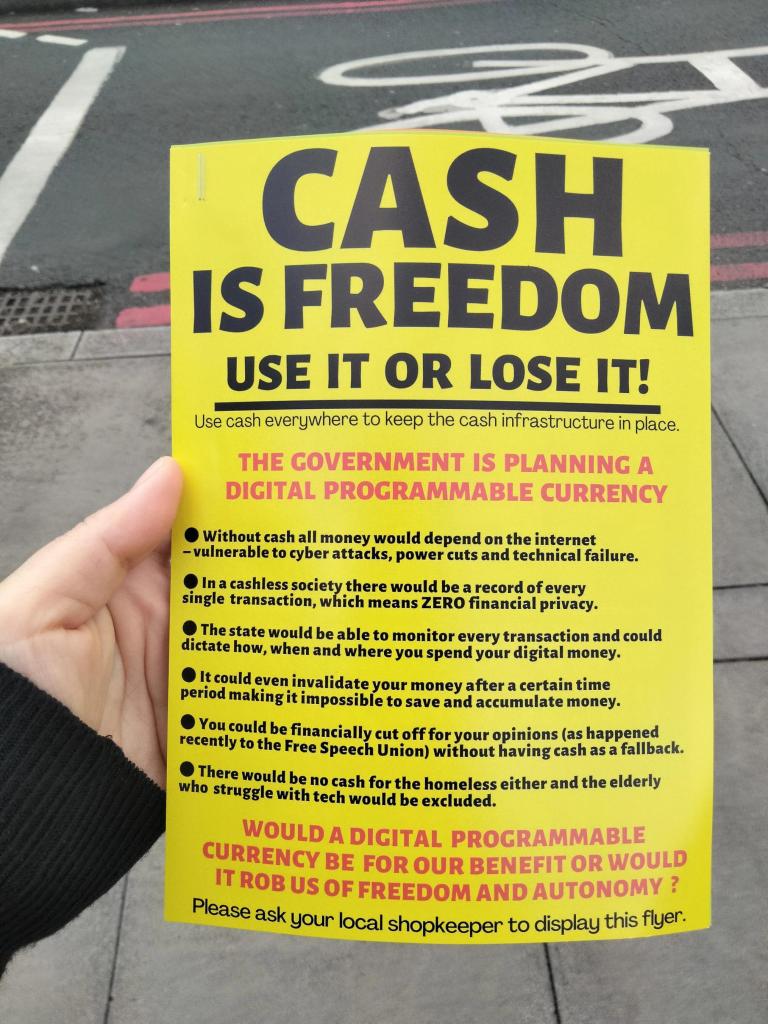 CASH
IS FREEDOM
USE IT OR LOSE IT!
Use cash everywhere to keep the cash infrastructure in place.
THE GOVERNMENT IS PLANNING A
DIGITAL PROGRAMMABLE CURRENCY
● Without cash all money would depend on the internet
– vulnerable to cyber attacks, power cuts and technical failure.
● In a cashless society there would be a record of every
single transaction, which means ZERO financial privacy.
● The state would be able to monitor every transaction and could
dictate how, when and where you spend your digital money.
● It could even invalidate your money after a certain time
period making it impossible to save and accumulate money.
● You could be financially cut off for your opinions (as happened
recently to the Free Speech Union) without having cash as a fallback.
● There would be no cash for the homeless either and the elderly
who struggle with tech would be excluded.
WOULD A DIGITAL PROGRAMMABLE
CURRENCY BE FOR OUR BENEFIT OR WOULD
IT ROB US OF FREEDOM AND AUTONOMY ?
Please ask your local shopkeeper to display this flyer.